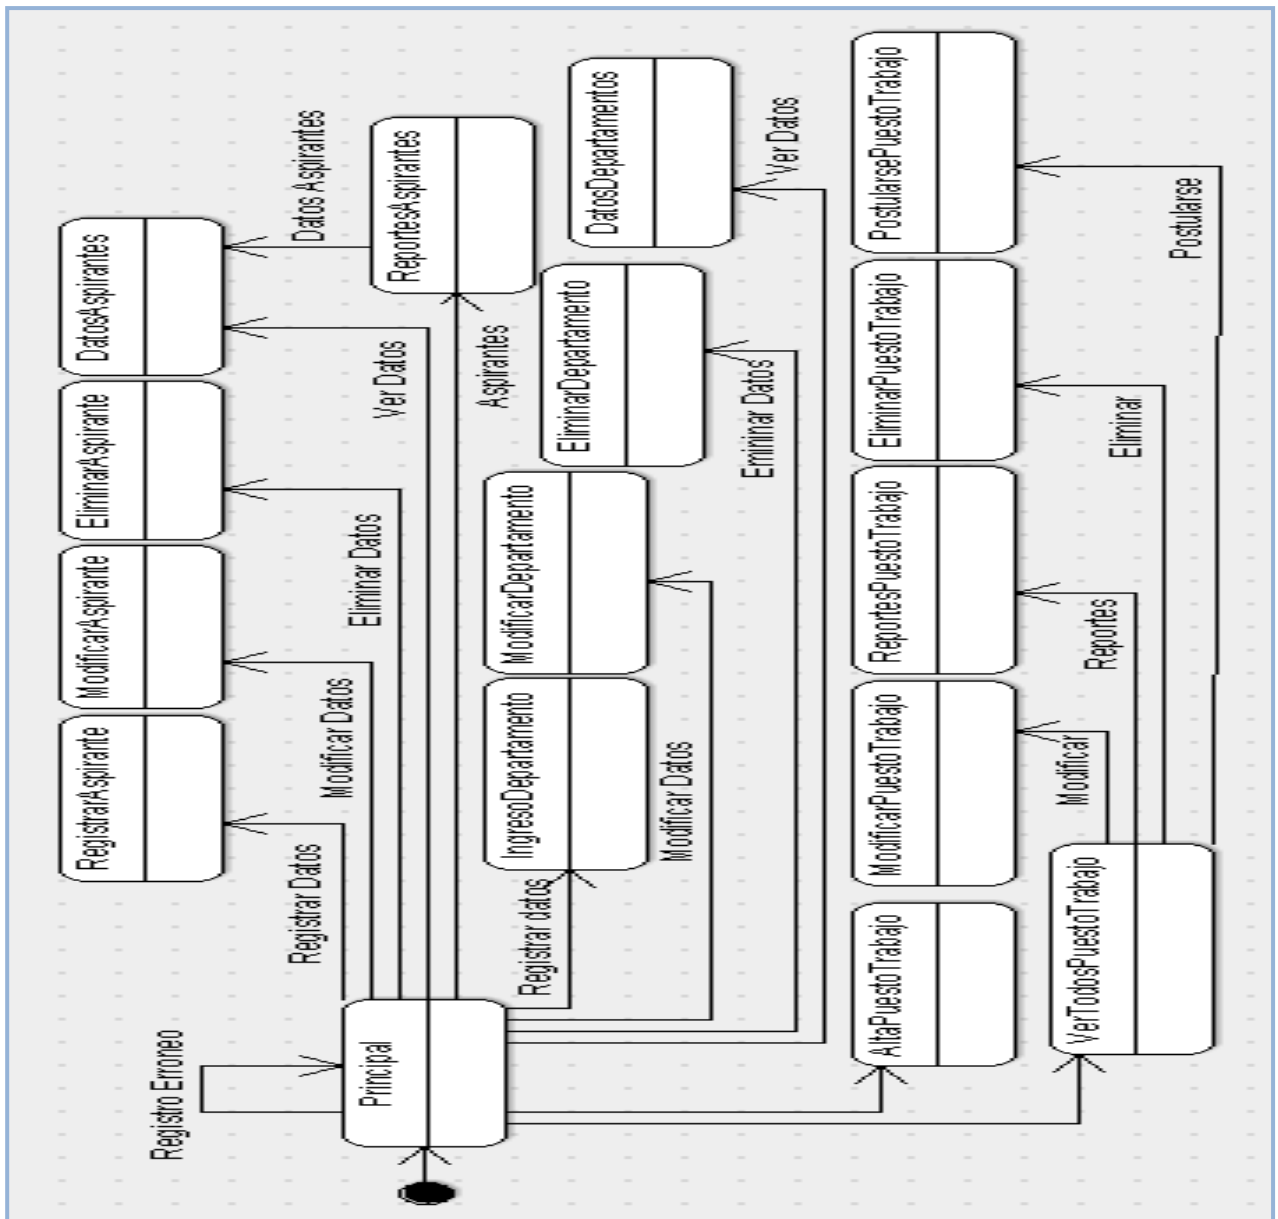 Registro Erroneo
Principal
Registrar Datos
RegistrarAspirante
Modificar Datos
ModificarAspirante
Eliminar Datos
EliminarAspirante
Ver Datos
DatosAspirantes
Datos Aspirantes
Aspirantes
ReportesAspirantes
Registrar datos
IngresoDepartamento
Modificar Datos
ModificarDepartamento
Emininar Datos
EliminarDepartamento
Ver Datos
DatosDepartamentos
AltaPuestoTrabajo
VerTodosPuestoTrabajo
Modificar
ModificarPuestoTrabajo
Reportes
ReportesPuestoTrabajo
Eliminar
EliminarPuestoTrabajo
Postularse
PostularsePuestoTrabajo